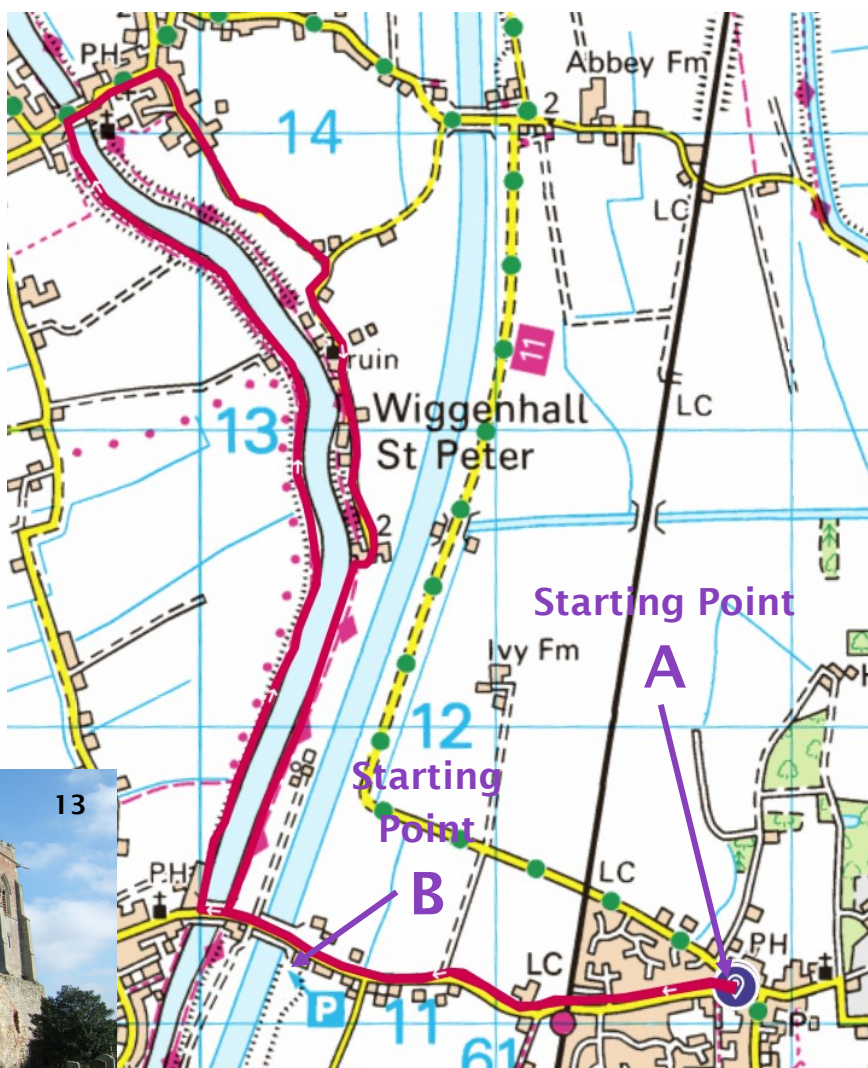 PH
2
Abbey Fm
14
LC
11
ruin
LC
13
Wiggenhall
St Peter
2
Starting Point
A
Ivy Fm
H
12
Starting
Point
B
13
PH
LC
PH
LC
P
11
61
P